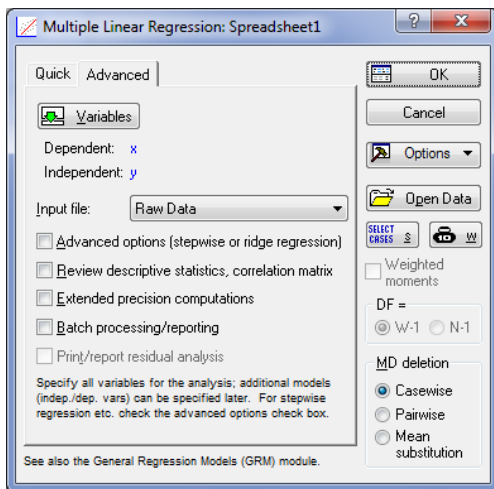 Multiple Linear Regression: Spreadsheet1
?
Quick
Advanced
Variables
Dependent: x
Independent: y
Input file: Raw Data
Advanced options (stepwise or ridge regression)
Review descriptive statistics, correlation matrix
Extended precision computations
Batch processing/reporting
Print/report residual analysis
Specify all variables for the analysis; additional models
(indep./dep. vars) can be specified later. For stepwise
regression etc. check the advanced options check box.
See also the General Regression Models (GRM) module.
OK
Cancel
Options
Open Data
SELECT
CASES S
W
Weighted
moments
DF =
W-1 N-1
MD deletion
Casewise
Pairwise
Mean
substitution